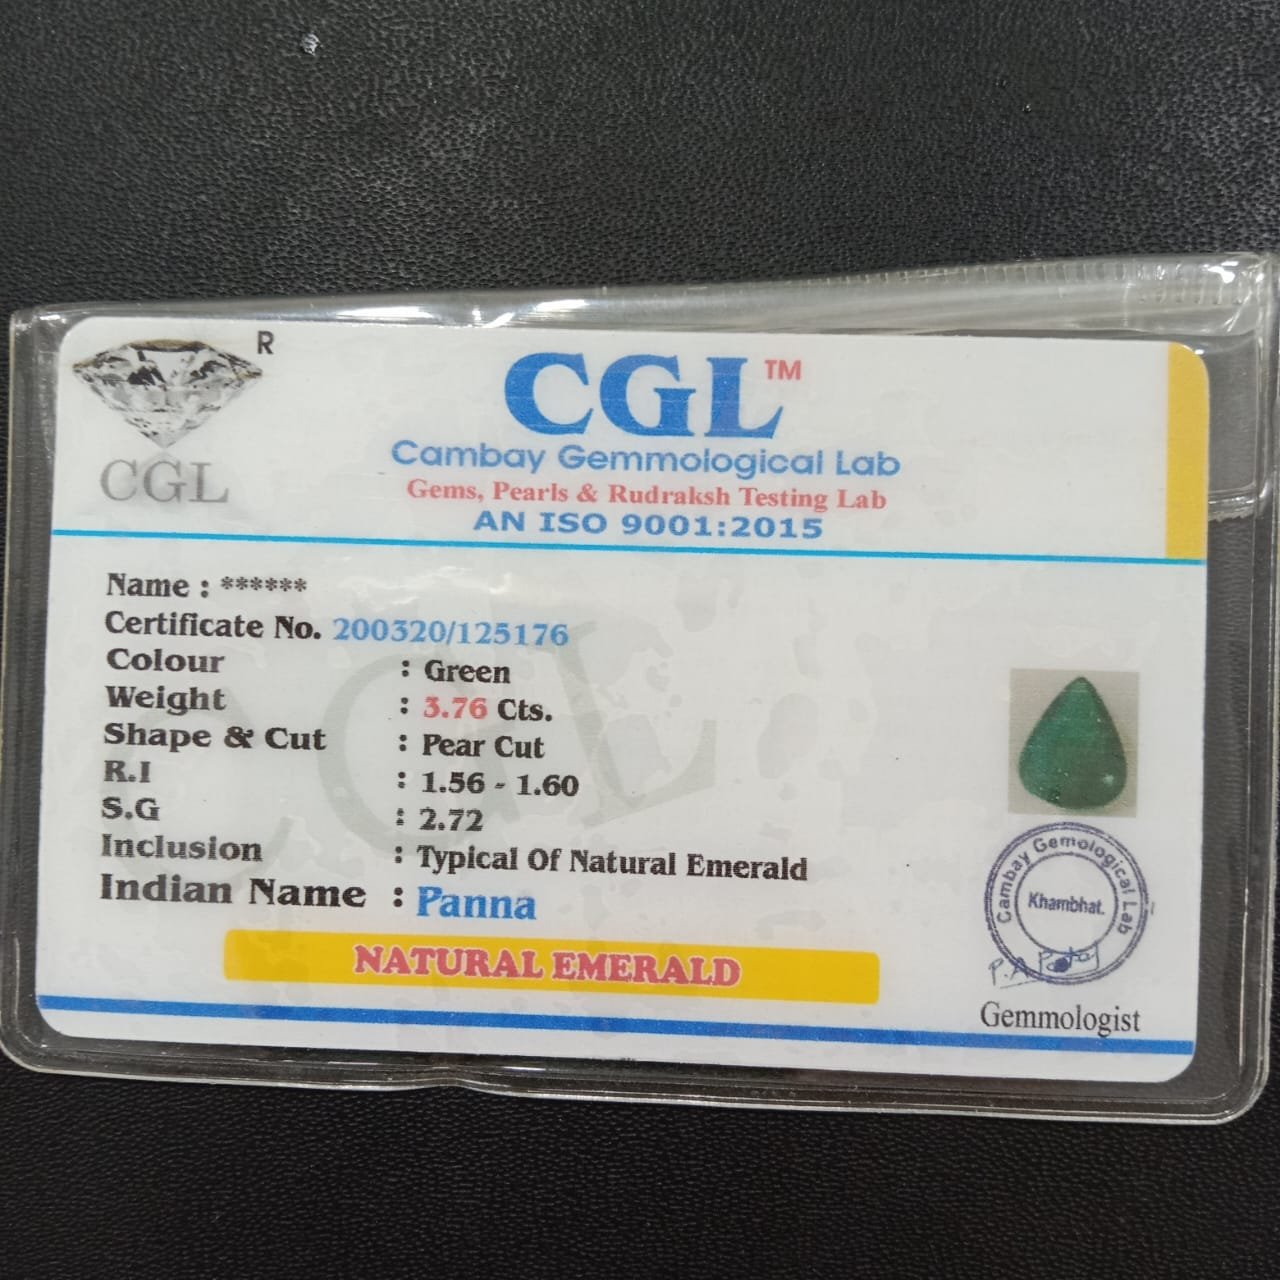 R
CGL
CGL™
Cambay Gemmological Lab
Gems, Pearls & Rudraksh Testing Lab
AN ISO 9001:2015
Name : ******
Certificate No. 200320/125176
Colour : Green
Weight : 3.76 Cts.
Shape & Cut : Pear Cut
R.I : 1.56 - 1.60
S.G : 2.72
Inclusion : Typical Of Natural Emerald
Indian Name : Panna
NATURAL EMERALD
CGL
Cambay Gemological Lab
Khambhat.
P.A Patel
Gemmologist